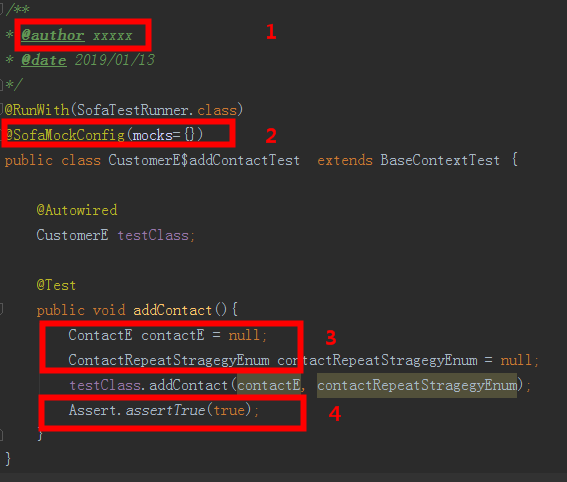 /**
* @author xxxxx
1
* @date 2019/01/13
*/
@RunWith(SofaTestRunner.class)
@SofaMockConfig(mocks={})
2
public class CustomerE$addContactTest  extends BaseContextTest {
@Autowired
CustomerE testClass;
@Test
public void addContact(){
ContactE contactE = null;
3
ContactRepeatStragegyEnum contactRepeatStragegyEnum = null;
testClass.addContact(contactE, contactRepeatStragegyEnum);
Assert.assertTrue(true);
4
}
}